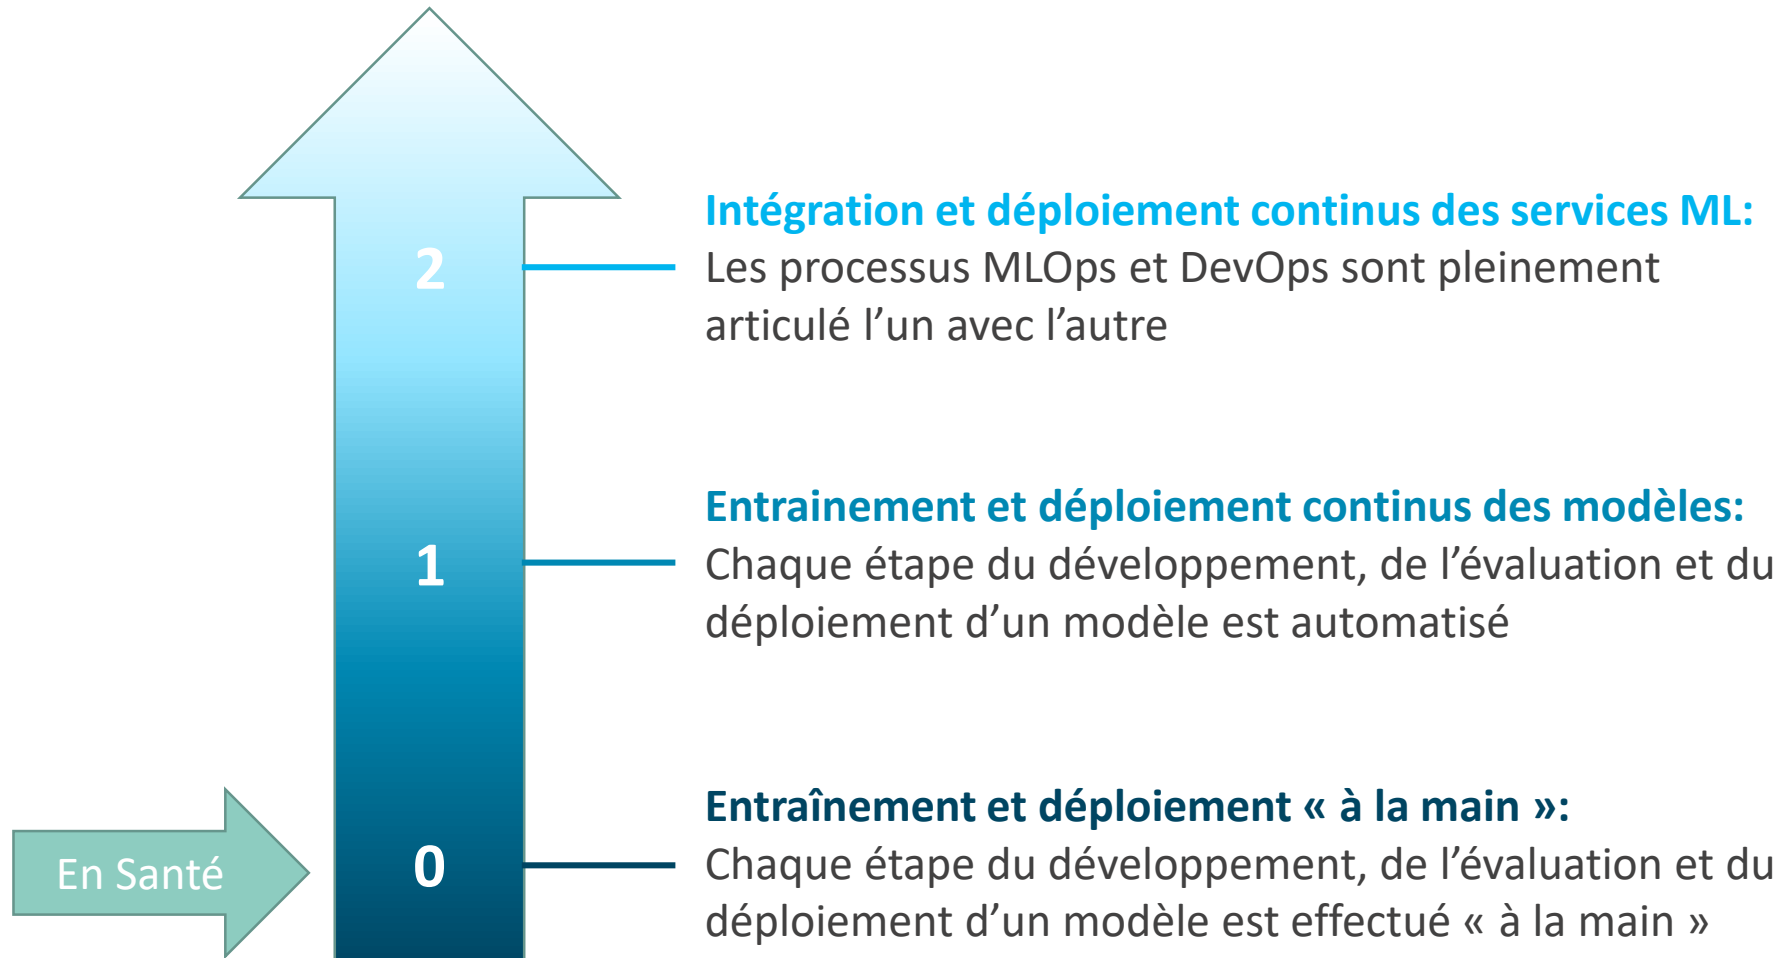 2
Intégration et déploiement continus des services ML:
Les processus MLOps et DevOps sont pleinement
articulé l’un avec l’autre
1
Entrainement et déploiement continus des modèles:
Chaque étape du développement, de l’évaluation et du
déploiement d’un modèle est automatisé
En Santé
0
Entraînement et déploiement « à la main »:
Chaque étape du développement, de l’évaluation et du
déploiement d’un modèle est effectué « à la main »